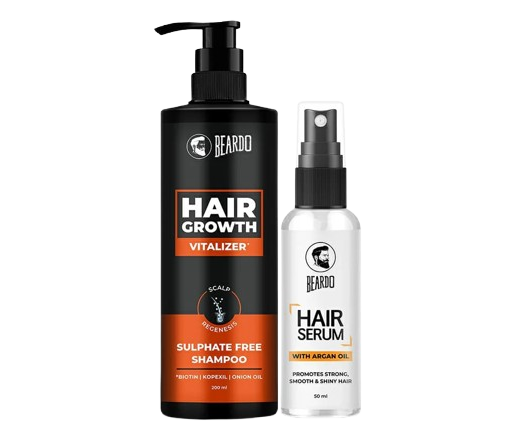 BEARDO
HAIR
GROWTH
VITALIZER*
SCALP
REGENESIS
SULPHATE FREE
SHAMPOO
*BIOTIN | KOPEXIL | ONION OIL
200 ml
BEARDO
HAIR
SERUM
WITH ARGAN OIL
PROMOTES STRONG,
SMOOTH & SHINY HAIR
50 ml